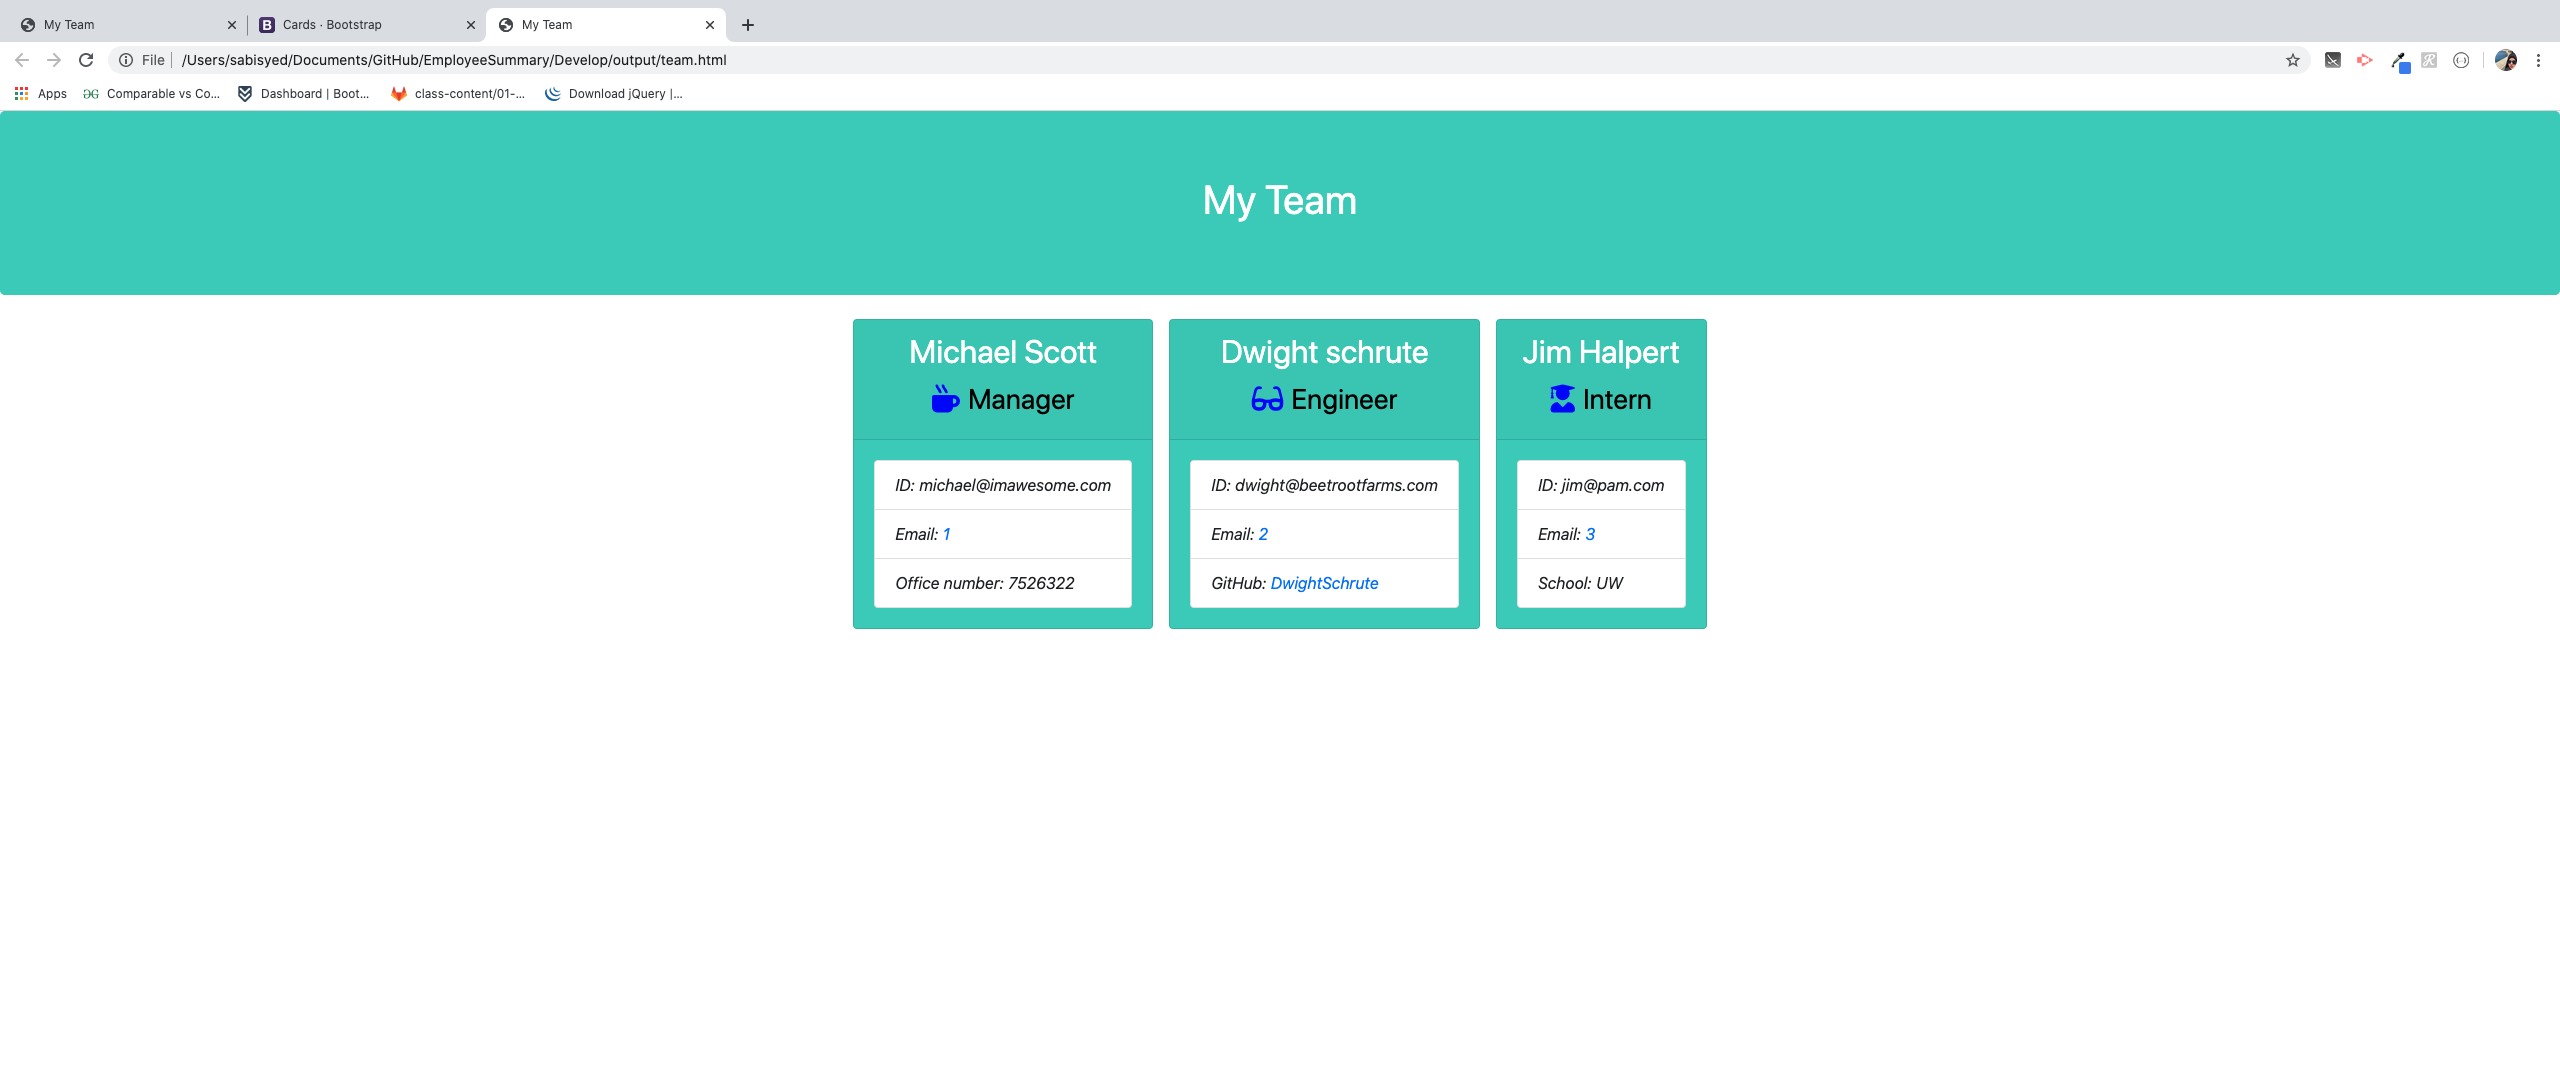 My Team
Cards · Bootstrap
My Team
File
/Users/sabisyed/Documents/GitHub/EmployeeSummary/Develop/output/team.html
Apps
Comparable vs Co...
Dashboard | Boot...
class-content/01-...
Download jQuery |...
My Team
Michael Scott
Manager
ID: michael@imawesome.com
Email: 1
Office number: 7526322
Dwight schrute
Engineer
ID: dwight@beetrootfarms.com
Email: 2
GitHub: DwightSchrute
Jim Halpert
Intern
ID: jim@pam.com
Email: 3
School: UW